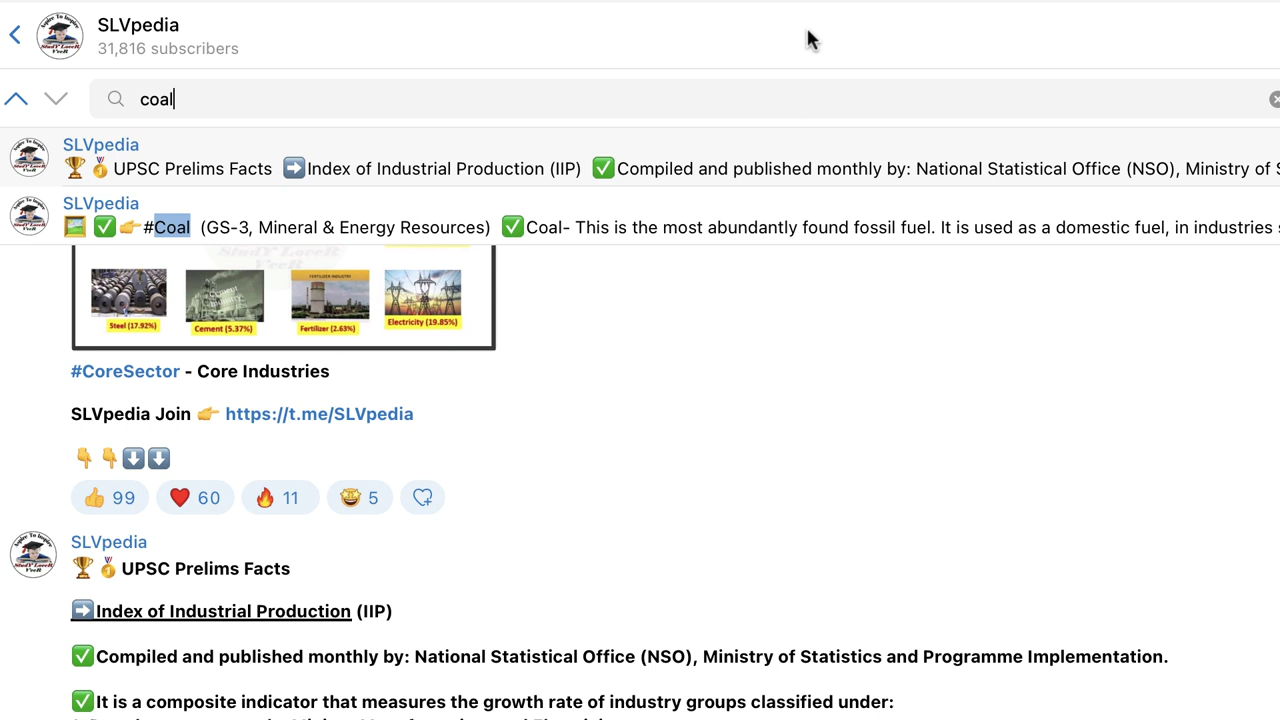 SLVpedia
31,816 subscribers
coal
SLVpedia
🏆🥇UPSC Prelims Facts ➡️Index of Industrial Production (IIP) ✅Compiled and published monthly by: National Statistical Office (NSO), Ministry of S
SLVpedia
🖼️ ✅👉#Coal (GS-3, Mineral & Energy Resources) ✅Coal- This is the most abundantly found fossil fuel. It is used as a domestic fuel, in industries s
FERTILIZER INDUSTRY
Steel (17.92%)
Cement (5.37%)
Fertilizer (2.63%)
Electricity (19.85%)
#CoreSector - Core Industries
SLVpedia Join 👉 https://t.me/SLVpedia
👇👇⬇️⬇️
👍 99 ❤️ 60 🔥 11 🤩 5
SLVpedia
🏆🥇UPSC Prelims Facts
➡️Index of Industrial Production (IIP)
✅Compiled and published monthly by: National Statistical Office (NSO), Ministry of Statistics and Programme Implementation.
✅It is a composite indicator that measures the growth rate of industry groups classified under: